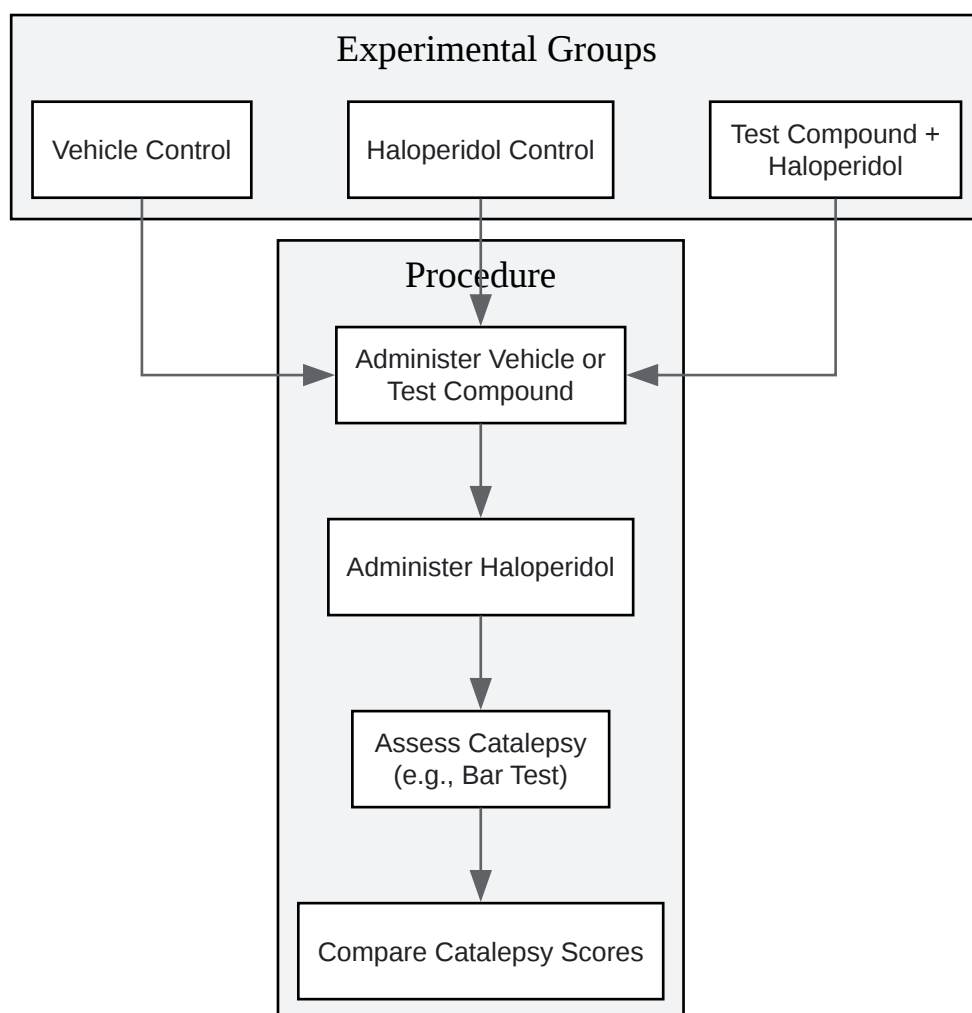 Experimental Groups
Vehicle Control
Haloperidol Control
Test Compound +
Haloperidol
Procedure
Administer Vehicle or
Test Compound
Administer Haloperidol
Assess Catalepsy
(e.g., Bar Test)
Compare Catalepsy Scores